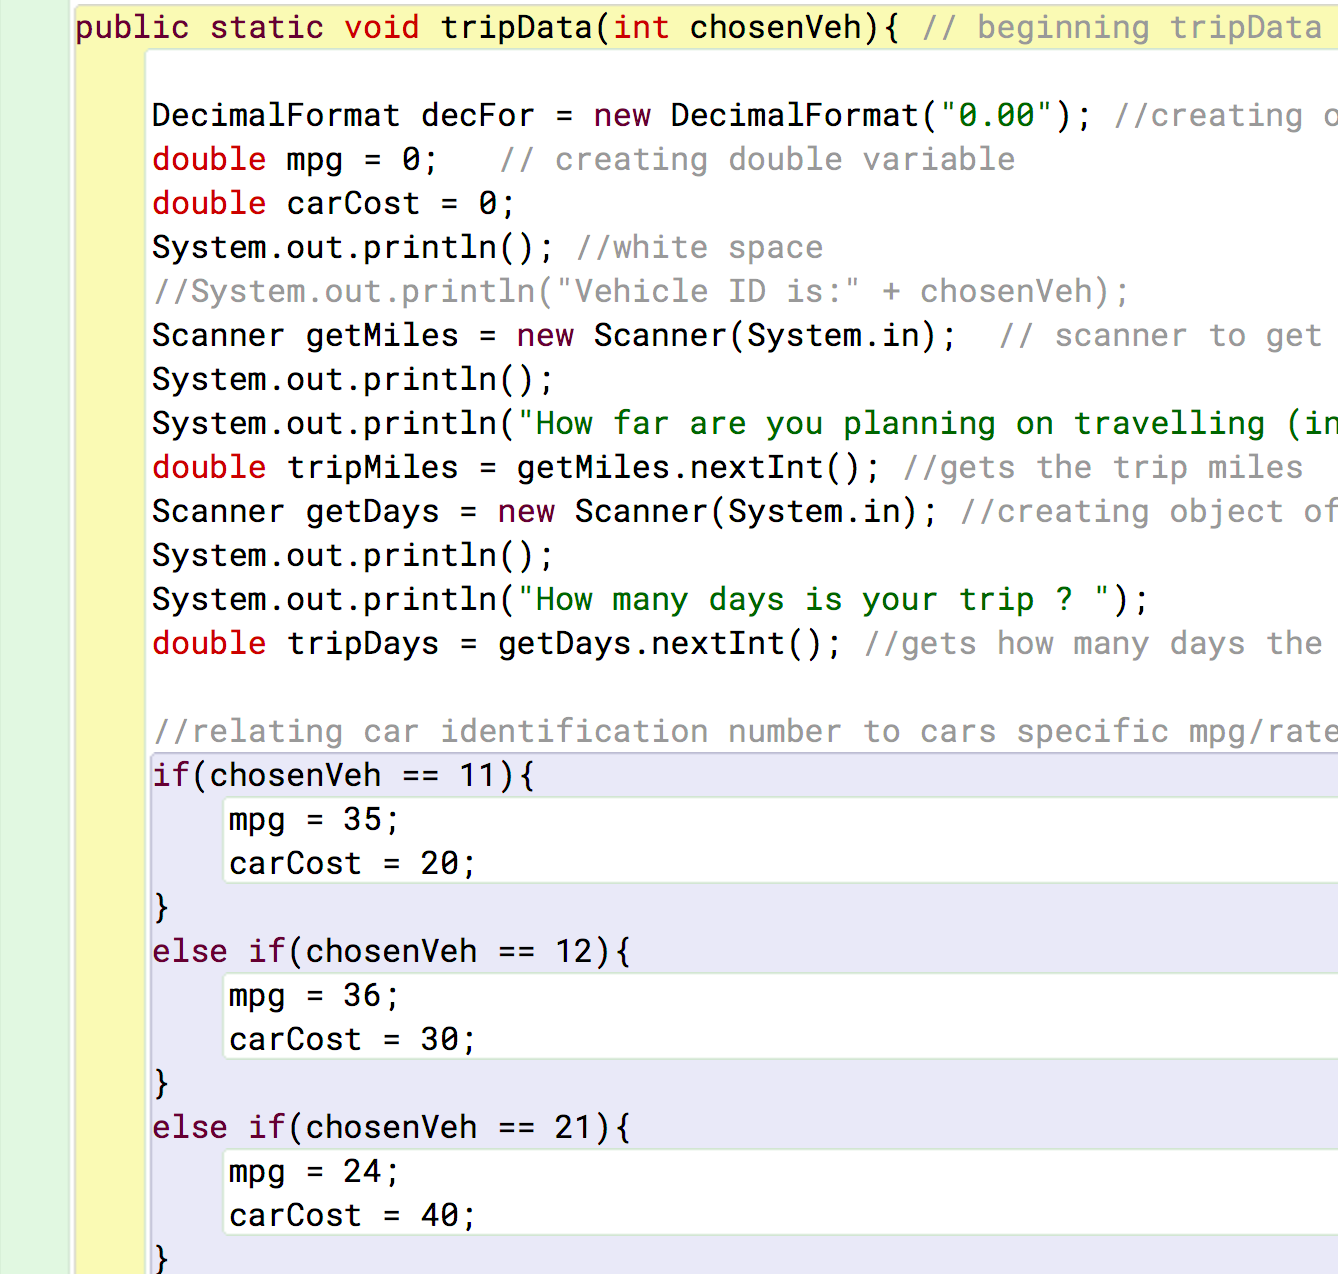 public static void tripData(int chosenVeh){ // beginning tripData
DecimalFormat decFor = new DecimalFormat("0.00"); //creating
double mpg = 0;   // creating double variable
double carCost = 0;
System.out.println(); //white space
//System.out.println("Vehicle ID is:" + chosenVeh);
Scanner getMiles = new Scanner(System.in);  // scanner to get
System.out.println();
System.out.println("How far are you planning on travelling (in
double tripMiles = getMiles.nextInt(); //gets the trip miles
Scanner getDays = new Scanner(System.in); //creating object of
System.out.println();
System.out.println("How many days is your trip ? ");
double tripDays = getDays.nextInt(); //gets how many days the
//relating car identification number to cars specific mpg/rate
if(chosenVeh == 11){
mpg = 35;
carCost = 20;
}
else if(chosenVeh == 12){
mpg = 36;
carCost = 30;
}
else if(chosenVeh == 21){
mpg = 24;
carCost = 40;
}